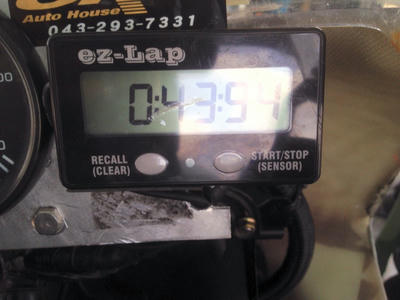 Auto House
043-293-7331
ez-Lap
0:43:94
RECALL
(CLEAR)
START/STOP
(SENSOR)